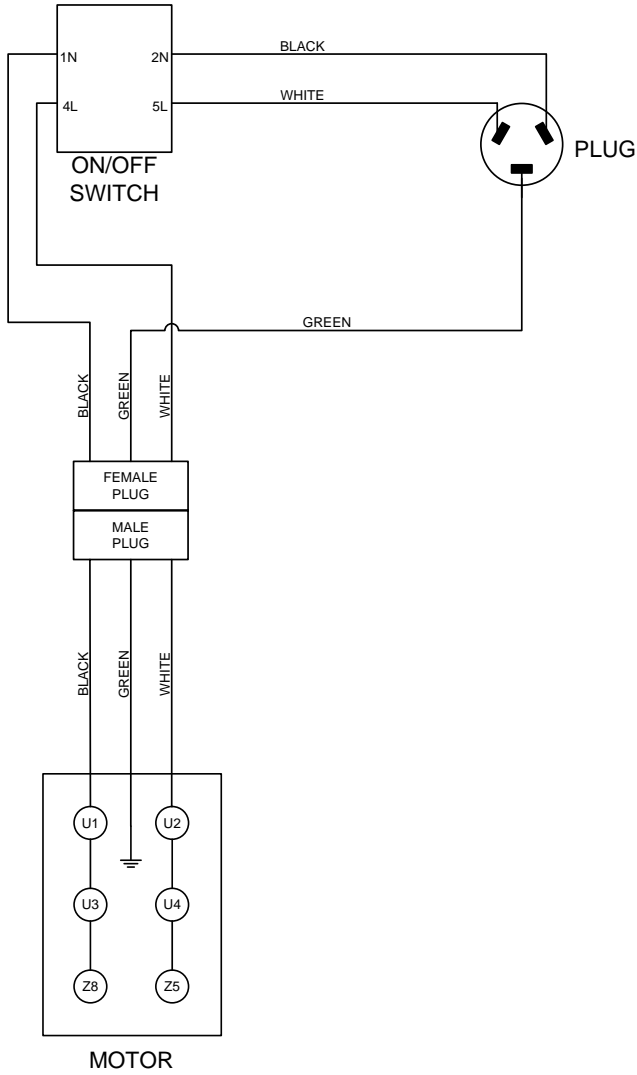 1N
2N
BLACK
4L
5L
WHITE
ON/OFF
SWITCH
PLUG
GREEN
BLACK
GREEN
WHITE
FEMALE
PLUG
MALE
PLUG
BLACK
GREEN
WHITE
U1
U2
U3
U4
Z8
Z5
MOTOR